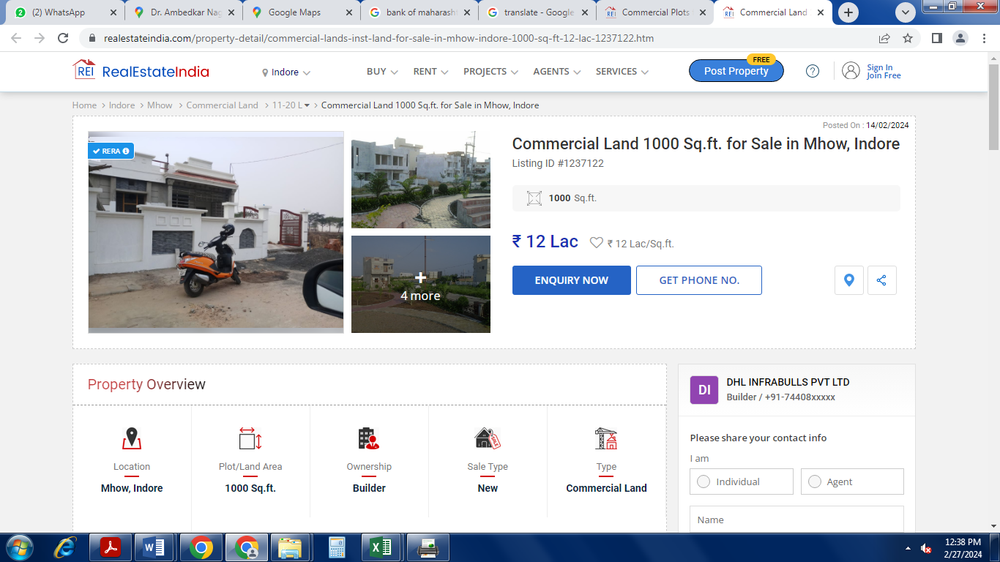 (2) WhatsApp
Dr. Ambedkar Nag
Google Maps
bank of maharasht
translate - Google
Commercial Plots
Commercial Land
realestateindia.com/property-detail/commercial-lands-inst-land-for-sale-in-mhow-indore-1000-sq-ft-12-lac-1237122.htm
REI RealEstateIndia
Indore
BUY
RENT
PROJECTS
AGENTS
SERVICES
FREE
Post Property
?
Sign In
Join Free
Home > Indore > Mhow > Commercial Land > 11-20 L > Commercial Land 1000 Sq.ft. for Sale in Mhow, Indore
Posted On : 14/02/2024
RERA
Commercial Land 1000 Sq.ft. for Sale in Mhow, Indore
Listing ID #1237122
1000 Sq.ft.
₹ 12 Lac
₹ 12 Lac/Sq.ft.
+
4 more
ENQUIRY NOW
GET PHONE NO.
Property Overview
Location
Mhow, Indore
Plot/Land Area
1000 Sq.ft.
Ownership
Builder
Sale Type
New
SALE
Type
Commercial Land
DI
DHL INFRABULLS PVT LTD
Builder / +91-74408xxxxx
Please share your contact info
I am
Individual
Agent
Name
12:38 PM
2/27/2024